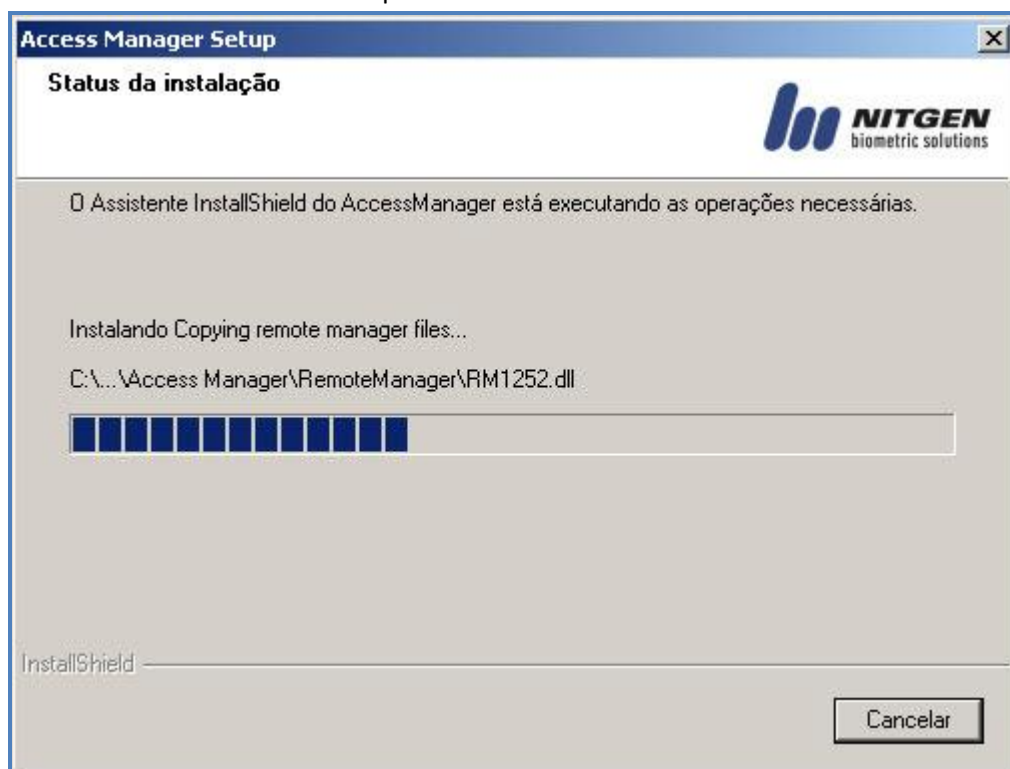 Access Manager Setup
Status da instalação
NITGEN
biometric solutions
O Assistente InstallShield do AccessManager está executando as operações necessárias.
Instalando Copying remote manager files...
C:\...\Access Manager\RemoteManager\RM1252.dll
InstallShield
Cancelar